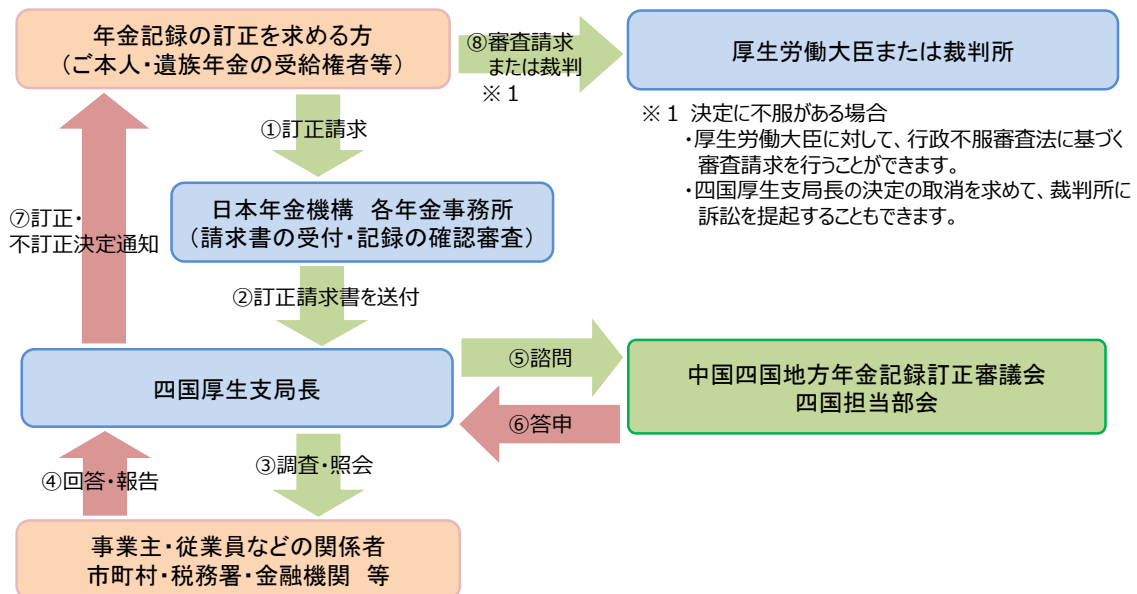 年金記録の訂正を求める方
（ご本人・遺族年金の受給権者等）
⑧審査請求
または裁判
※１
厚生労働大臣または裁判所
※１ 決定に不服がある場合
・厚生労働大臣に対して、行政不服審査法に基づく
審査請求を行うことができます。
・四国厚生支局長の決定の取消を求めて、裁判所に
訴訟を提起することもできます。
①訂正請求
⑦訂正・
不訂正決定通知
日本年金機構 各年金事務所
（請求書の受付・記録の確認審査）
②訂正請求書を送付
四国厚生支局長
⑤諮問
⑥答申
中国四国地方年金記録訂正審議会
四国担当部会
④回答・報告
③調査・照会
事業主・従業員などの関係者
市町村・税務署・金融機関 等